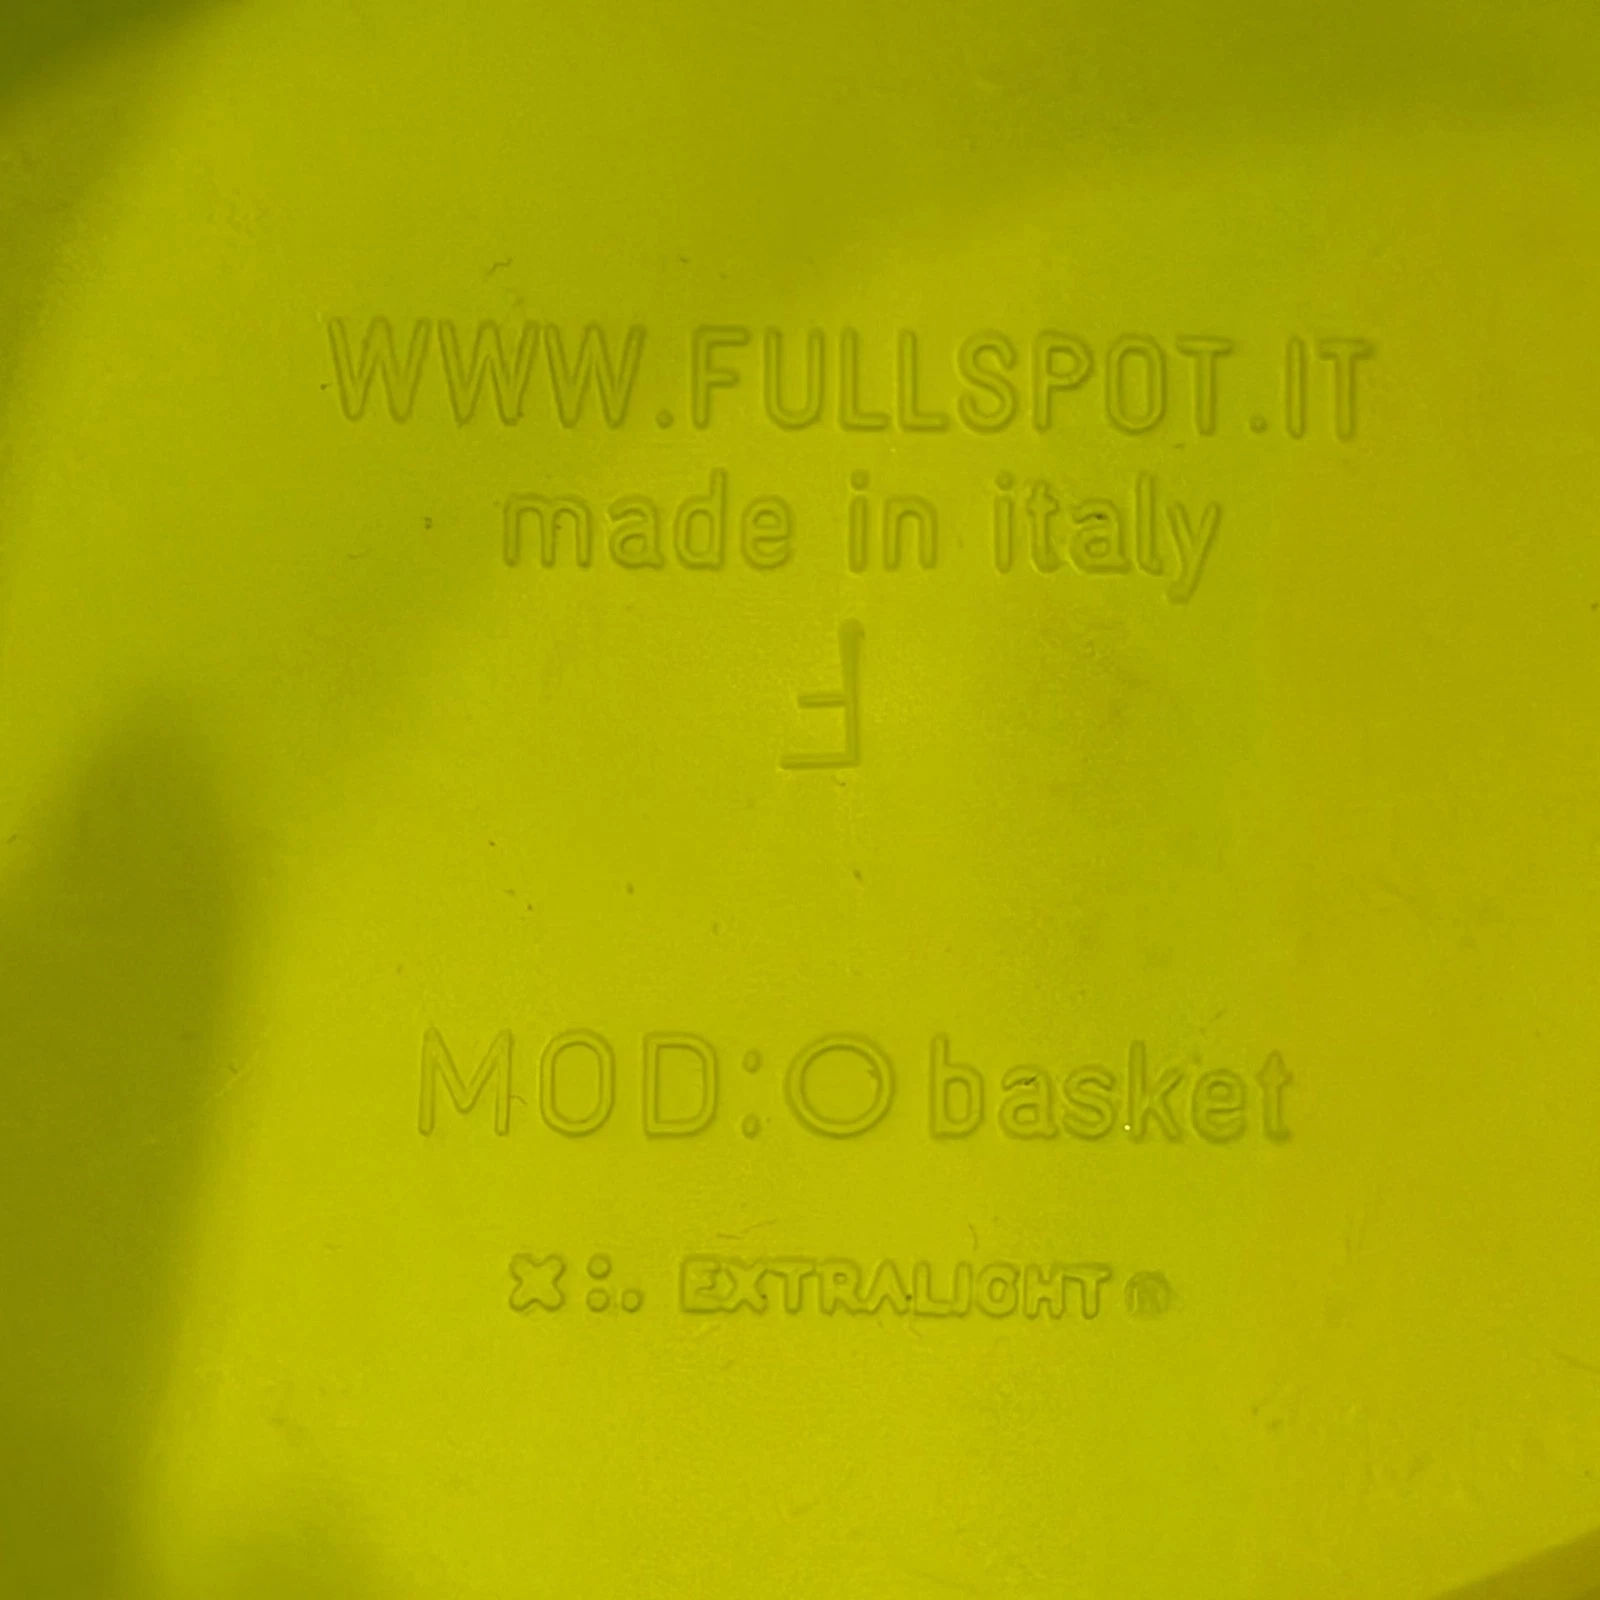 WWW.FULLSPOT.IT
made in italy
F
MOD:O basket
x:. EXTRALIGHT®